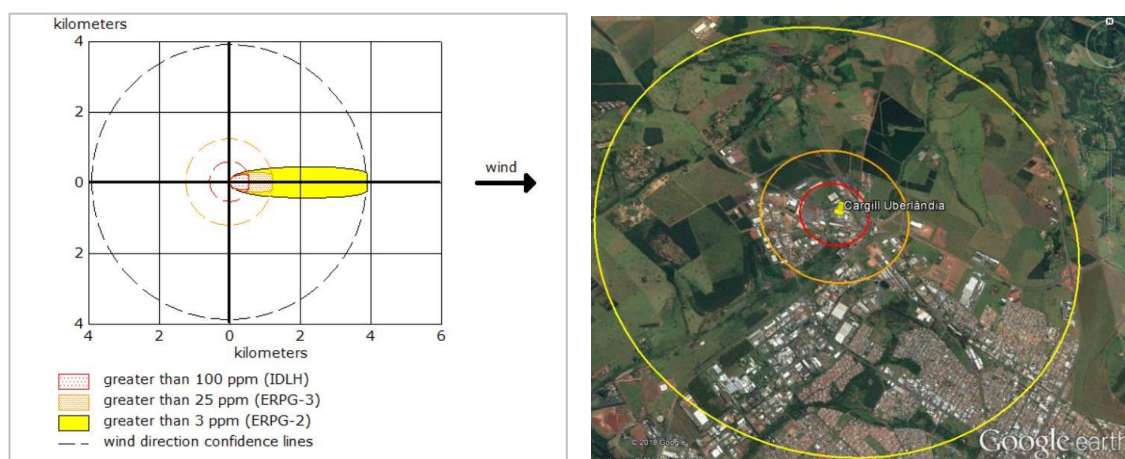 kilometers
4
2
0
2
4
4 2 0 2 4 6
kilometers
wind
greater than 100 ppm (IDLH)
greater than 25 ppm (ERPG-3)
greater than 3 ppm (ERPG-2)
wind direction confidence lines
N
Cargill Uberlândia
© 2018 Google
Google earth